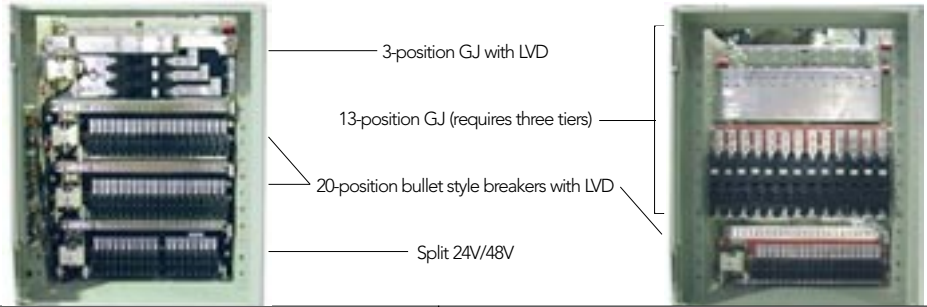 3-position GJ with LVD
13-position GJ (requires three tiers)
20-position bullet style breakers with LVD
Split 24V/48V